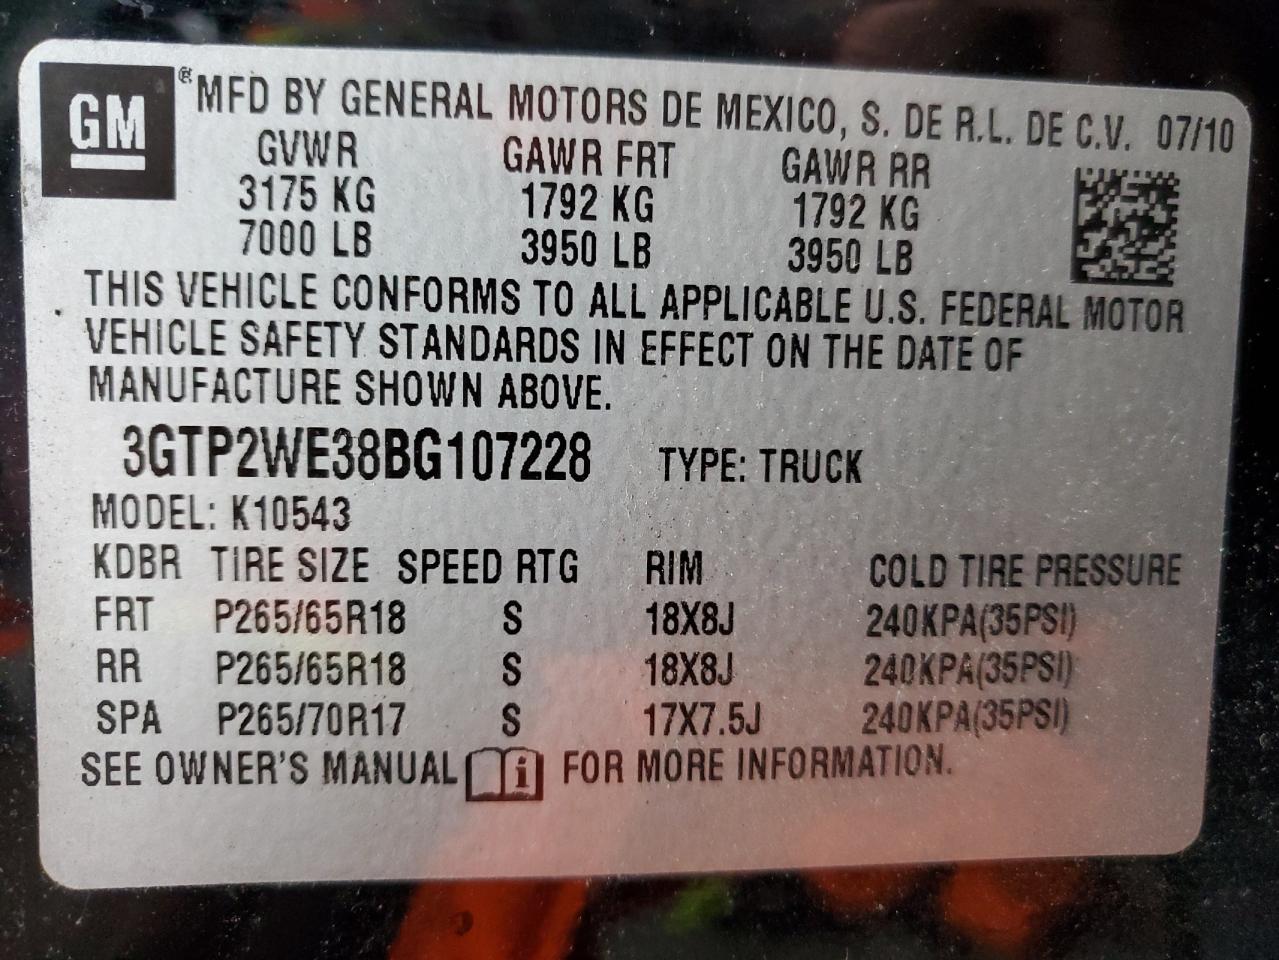 GM ® MFD BY GENERAL MOTORS DE MEXICO, S. DE R.L. DE C.V. 07/10
GVWR GAWR FRT GAWR RR
3175 KG 1792 KG 1792 KG
7000 LB 3950 LB 3950 LB
THIS VEHICLE CONFORMS TO ALL APPLICABLE U.S. FEDERAL MOTOR
VEHICLE SAFETY STANDARDS IN EFFECT ON THE DATE OF
MANUFACTURE SHOWN ABOVE.
3GTP2WE38BG107228 TYPE: TRUCK
MODEL: K10543
KDBR TIRE SIZE SPEED RTG RIM COLD TIRE PRESSURE
FRT P265/65R18 S 18X8J 240KPA(35PSI)
RR P265/65R18 S 18X8J 240KPA(35PSI)
SPA P265/70R17 S 17X7.5J 240KPA(35PSI)
SEE OWNER'S MANUAL i FOR MORE INFORMATION.